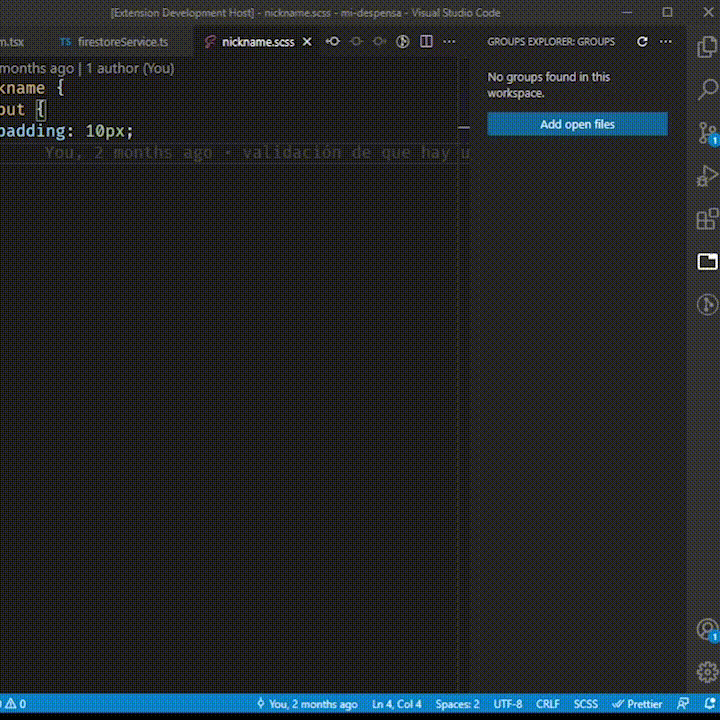 [Extension Development Host] - nickname.scss - mi-despensa - Visual Studio Code
m.tsx
TS firestoreService.ts
nickname.scss
GROUPS EXPLORER: GROUPS
months ago | 1 author (You)
kname {
put {
padding: 10px;
You, 2 months ago • validación de que hay u
No groups found in this
workspace.
Add open files
1
1
0
You, 2 months ago
Ln 4, Col 4
Spaces: 2
UTF-8
CRLF
SCSS
Prettier